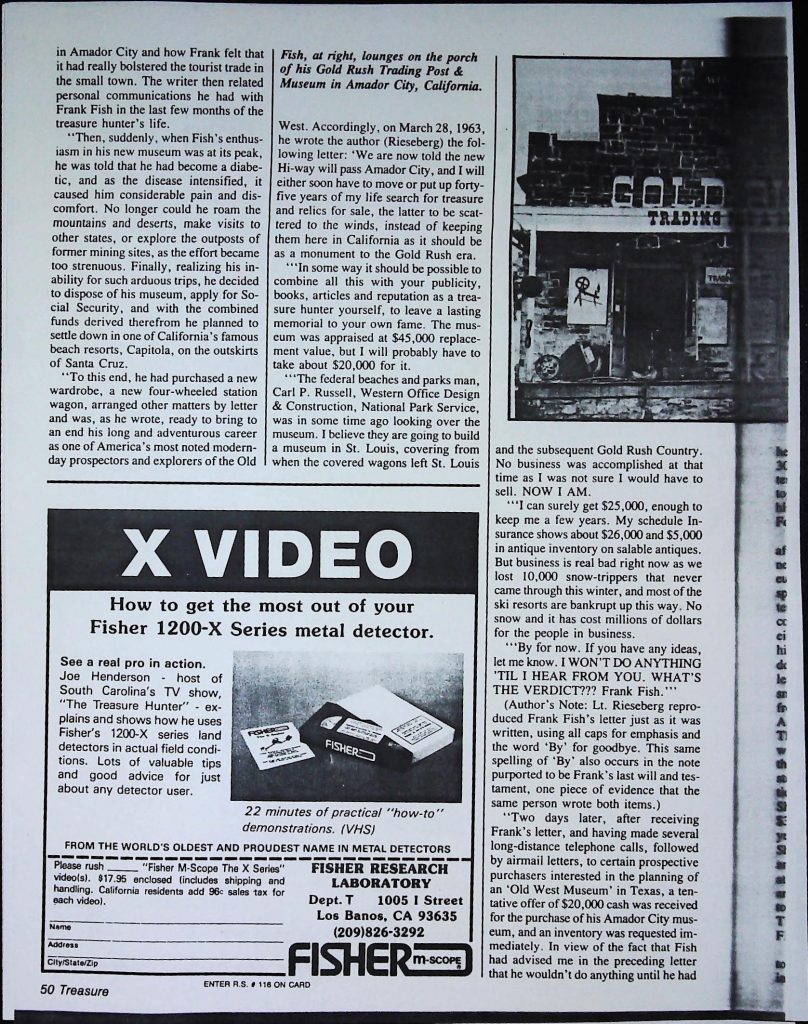 in Amador City and how Frank felt that
it had really bolstered the tourist trade in
the small town. The writer then related
personal communications he had with
Frank Fish in the last few months of the
treasure hunter's life.
"Then, suddenly, when Fish's enthus-
iasm in his new museum was at its peak,
he was told that he had become a diabe-
tic, and as the disease intensified, it
caused him considerable pain and dis-
comfort. No longer could he roam the
mountains and deserts, make visits to
other states, or explore the outposts of
former mining sites, as the effort became
too strenuous. Finally, realizing his in-
ability for such arduous trips, he decided
to dispose of his museum, apply for So-
cial Security, and with the combined
funds derived therefrom he planned to
settle down in one of California's famous
beach resorts, Capitola, on the outskirts
of Santa Cruz.
"To this end, he had purchased a new
wardrobe, a new four-wheeled station
wagon, arranged other matters by letter
and was, as he wrote, ready to bring to
an end his long and adventurous career
as one of America's most noted modern-
day prospectors and explorers of the Old
Fish, at right, lounges on the porch
of his Gold Rush Trading Post &
Museum in Amador City, California.
West. Accordingly, on March 28, 1963,
he wrote the author (Rieseberg) the fol-
lowing letter: 'We are now told the new
Hi-way will pass Amador City, and I will
either soon have to move or put up forty-
five years of my life search for treasure
and relics for sale, the latter to be scat-
tered to the winds, instead of keeping
them here in California as it should be
as a monument to the Gold Rush era.
"'In some way it should be possible to
combine all this with your publicity,
books, articles and reputation as a trea-
sure hunter yourself, to leave a lasting
memorial to your own fame. The mus-
eum was appraised at $45,000 replace-
ment value, but I will probably have to
take about $20,000 for it.
"'The federal beaches and parks man,
Carl P. Russell, Western Office Design
& Construction, National Park Service,
was in some time ago looking over the
museum. I believe they are going to build
a museum in St. Louis, covering from
when the covered wagons left St. Louis
GOLD
TRADING
and the subsequent Gold Rush Country.
No business was accomplished at that
time as I was not sure I would have to
sell. NOW I AM.
"'I can surely get $25,000, enough to
keep me a few years. My schedule In-
surance shows about $26,000 and $5,000
in antique inventory on salable antiques.
But business is real bad right now as we
lost 10,000 snow-trippers that never
came through this winter, and most of the
ski resorts are bankrupt up this way. No
snow and it has cost millions of dollars
for the people in business.
"'By for now. If you have any ideas,
let me know. I WON'T DO ANYTHING
'TIL I HEAR FROM YOU. WHAT'S
THE VERDICT??? Frank Fish.'"
(Author's Note: Lt. Rieseberg repro-
duced Frank Fish's letter just as it was
written, using all caps for emphasis and
the word 'By' for goodbye. This same
spelling of 'By' also occurs in the note
purported to be Frank's last will and tes-
tament, one piece of evidence that the
same person wrote both items.)
"Two days later, after receiving
Frank's letter, and having made several
long-distance telephone calls, followed
by airmail letters, to certain prospective
purchasers interested in the planning of
an 'Old West Museum' in Texas, a ten-
tative offer of $20,000 cash was received
for the purchase of his Amador City mus-
eum, and an inventory was requested im-
mediately. In view of the fact that Fish
had advised me in the preceding letter
that he wouldn't do anything until he had
X VIDEO
How to get the most out of your
Fisher 1200-X Series metal detector.
See a real pro in action.
Joe Henderson - host of
South Carolina's TV show,
"The Treasure Hunter" - ex-
plains and shows how he uses
Fisher's 1200-X series land
detectors in actual field condi-
tions. Lots of valuable tips
and good advice for just
about any detector user.
FISHER
FISHER
22 minutes of practical "how-to"
demonstrations. (VHS)
FROM THE WORLD'S OLDEST AND PROUDEST NAME IN METAL DETECTORS
Please rush _____ "Fisher M-Scope The X Series"
video(s). $17.95 enclosed (includes shipping and
handling. California residents add 96c sales tax for
each video).
Name
Address
City/State/Zip
FISHER RESEARCH
LABORATORY
Dept. T 1005 I Street
Los Banos, CA 93635
(209)826-3292
FISHER M-SCOPE®
ENTER R.S. # 116 ON CARD
50 Treasure